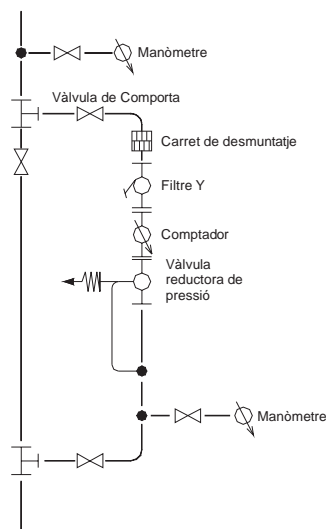 Manòmetre
Vàlvula de Comporta
Carret de desmuntatje
Filtre Y
Comptador
Vàlvula
reductora de
pressió
Manòmetre